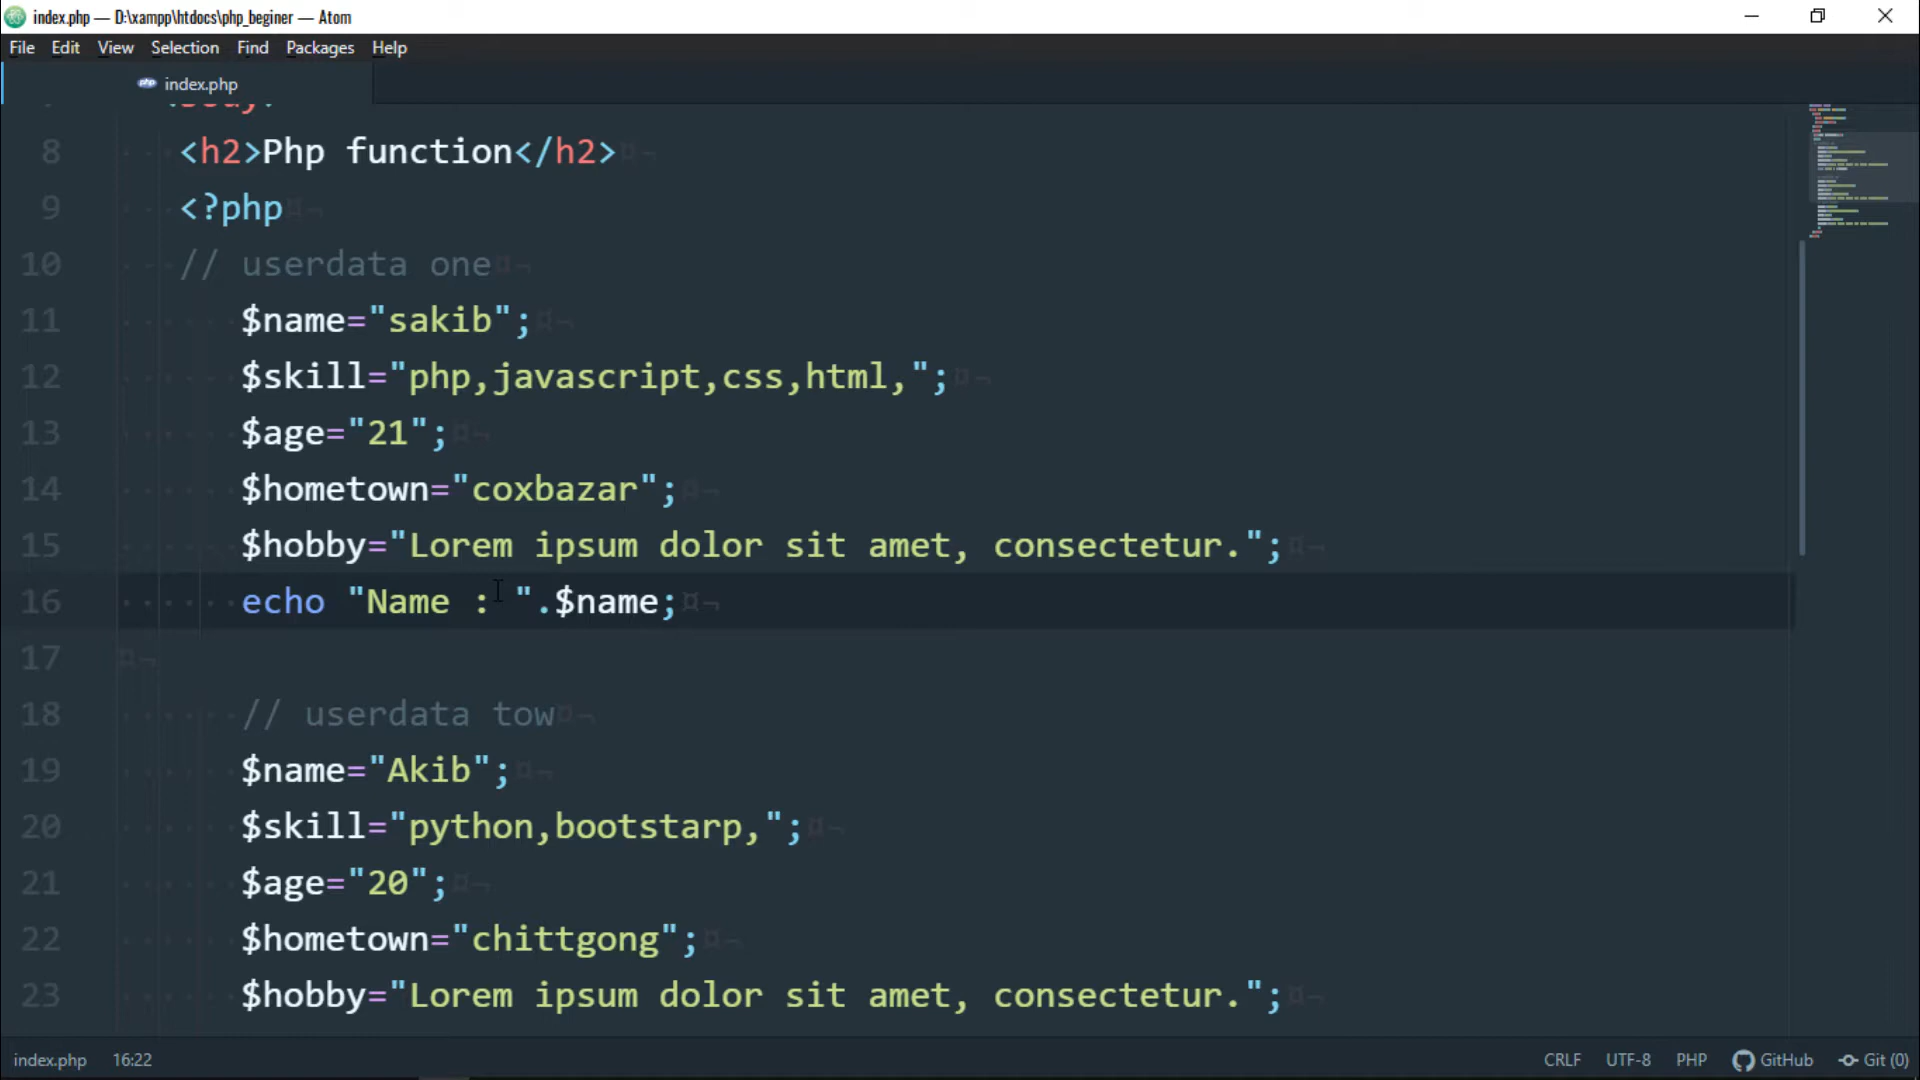 index.php — D:\xampp\htdocs\php_beginer — Atom
File Edit View Selection Find Packages Help
index.php
8 <h2>Php function</h2>
9 <?php
10 // userdata one
11 $name="sakib";
12 $skill="php,javascript,css,html,";
13 $age="21";
14 $hometown="coxbazar";
15 $hobby="Lorem ipsum dolor sit amet, consectetur.";
16 echo "Name : ".$name;
17
18 // userdata tow
19 $name="Akib";
20 $skill="python,bootstarp,";
21 $age="20";
22 $hometown="chittgong";
23 $hobby="Lorem ipsum dolor sit amet, consectetur.";
index.php 16:22 CRLF UTF-8 PHP GitHub Git (0)